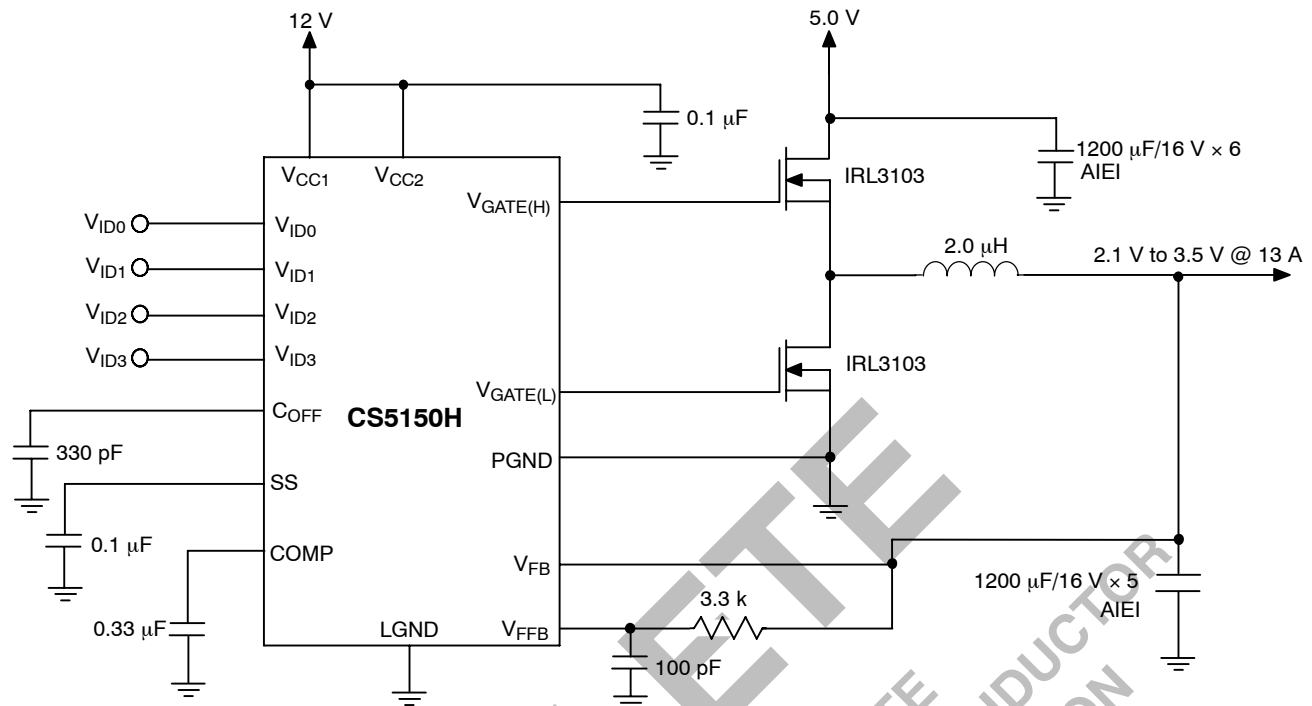 12 V
5.0 V
0.1 μF
1200 μF/16 V × 6
AIEI
VCC1
VCC2
IRL3103
VGATE(H)
VID0
VID0
2.0 μH
2.1 V to 3.5 V @ 13 A
VID1
VID1
VID2
VID2
VID3
VID3
IRL3103
VGATE(L)
COFF
CS5150H
330 pF
PGND
SS
0.1 μF
COMP
VFB
1200 μF/16 V × 5
AIEI
3.3 k
0.33 μF
LGND
VFFB
100 pF
ETE